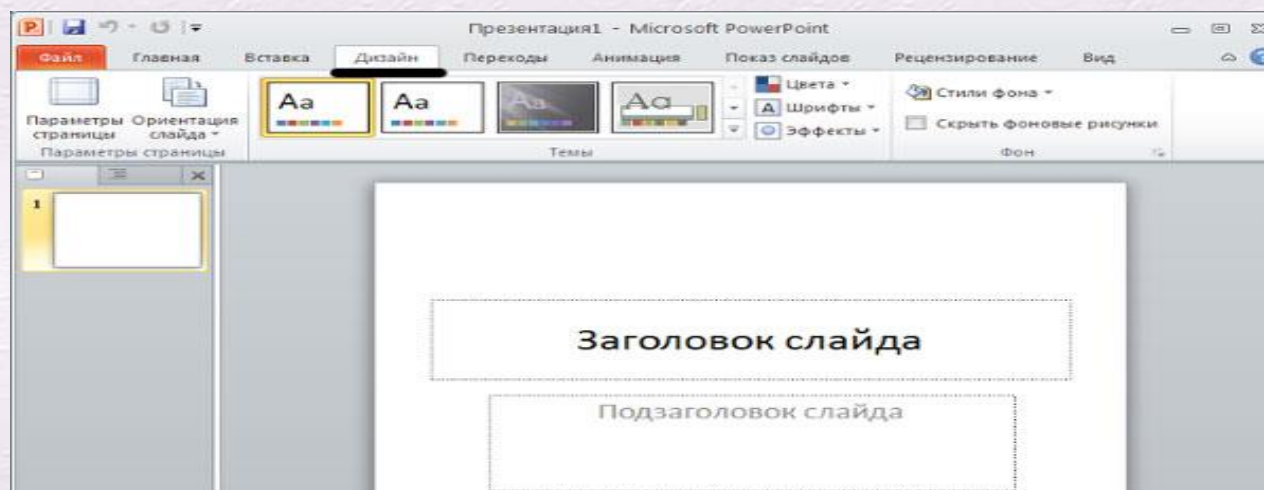 Презентация1 - Microsoft PowerPoint
Файл Главная Вставка Дизайн Переходы Анимация Показ слайдов Рецензирование Вид
Параметры страницы
Ориентация слайда
Aa Aa Aa Aa
Цвета
Шрифты
Эффекты
Стили фона
Скрыть фоновые рисунки
Параметры страницы Темы Фон
1
Заголовок слайда
Подзаголовок слайда